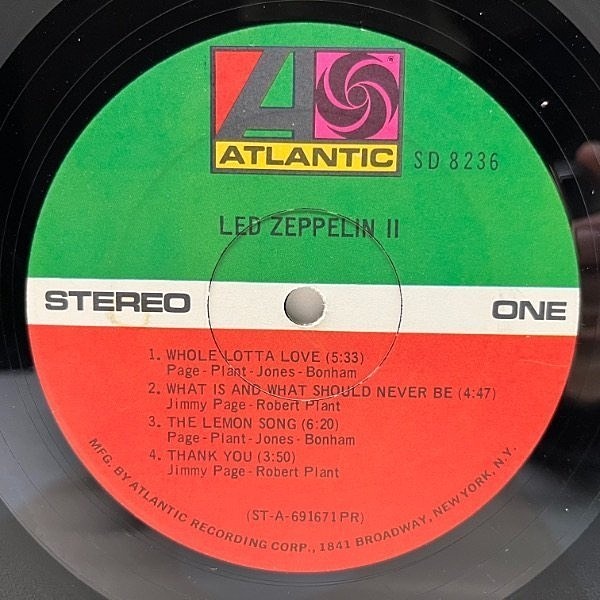 ATLANTIC
SD 8236
LED ZEPPELIN II
STEREO
ONE
1. WHOLE LOTTA LOVE (5:33)
Page-Plant-Jones-Bonham
2. WHAT IS AND WHAT SHOULD NEVER BE (4:47)
Jimmy Page-Robert Plant
3. THE LEMON SONG (6:20)
Page-Plant-Jones-Bonham
4. THANK YOU (3:50)
Jimmy Page-Robert Plant
(ST-A-691671PR)
MFG. BY ATLANTIC RECORDING CORP., 1841 BROADWAY, NEW YORK, N.Y.